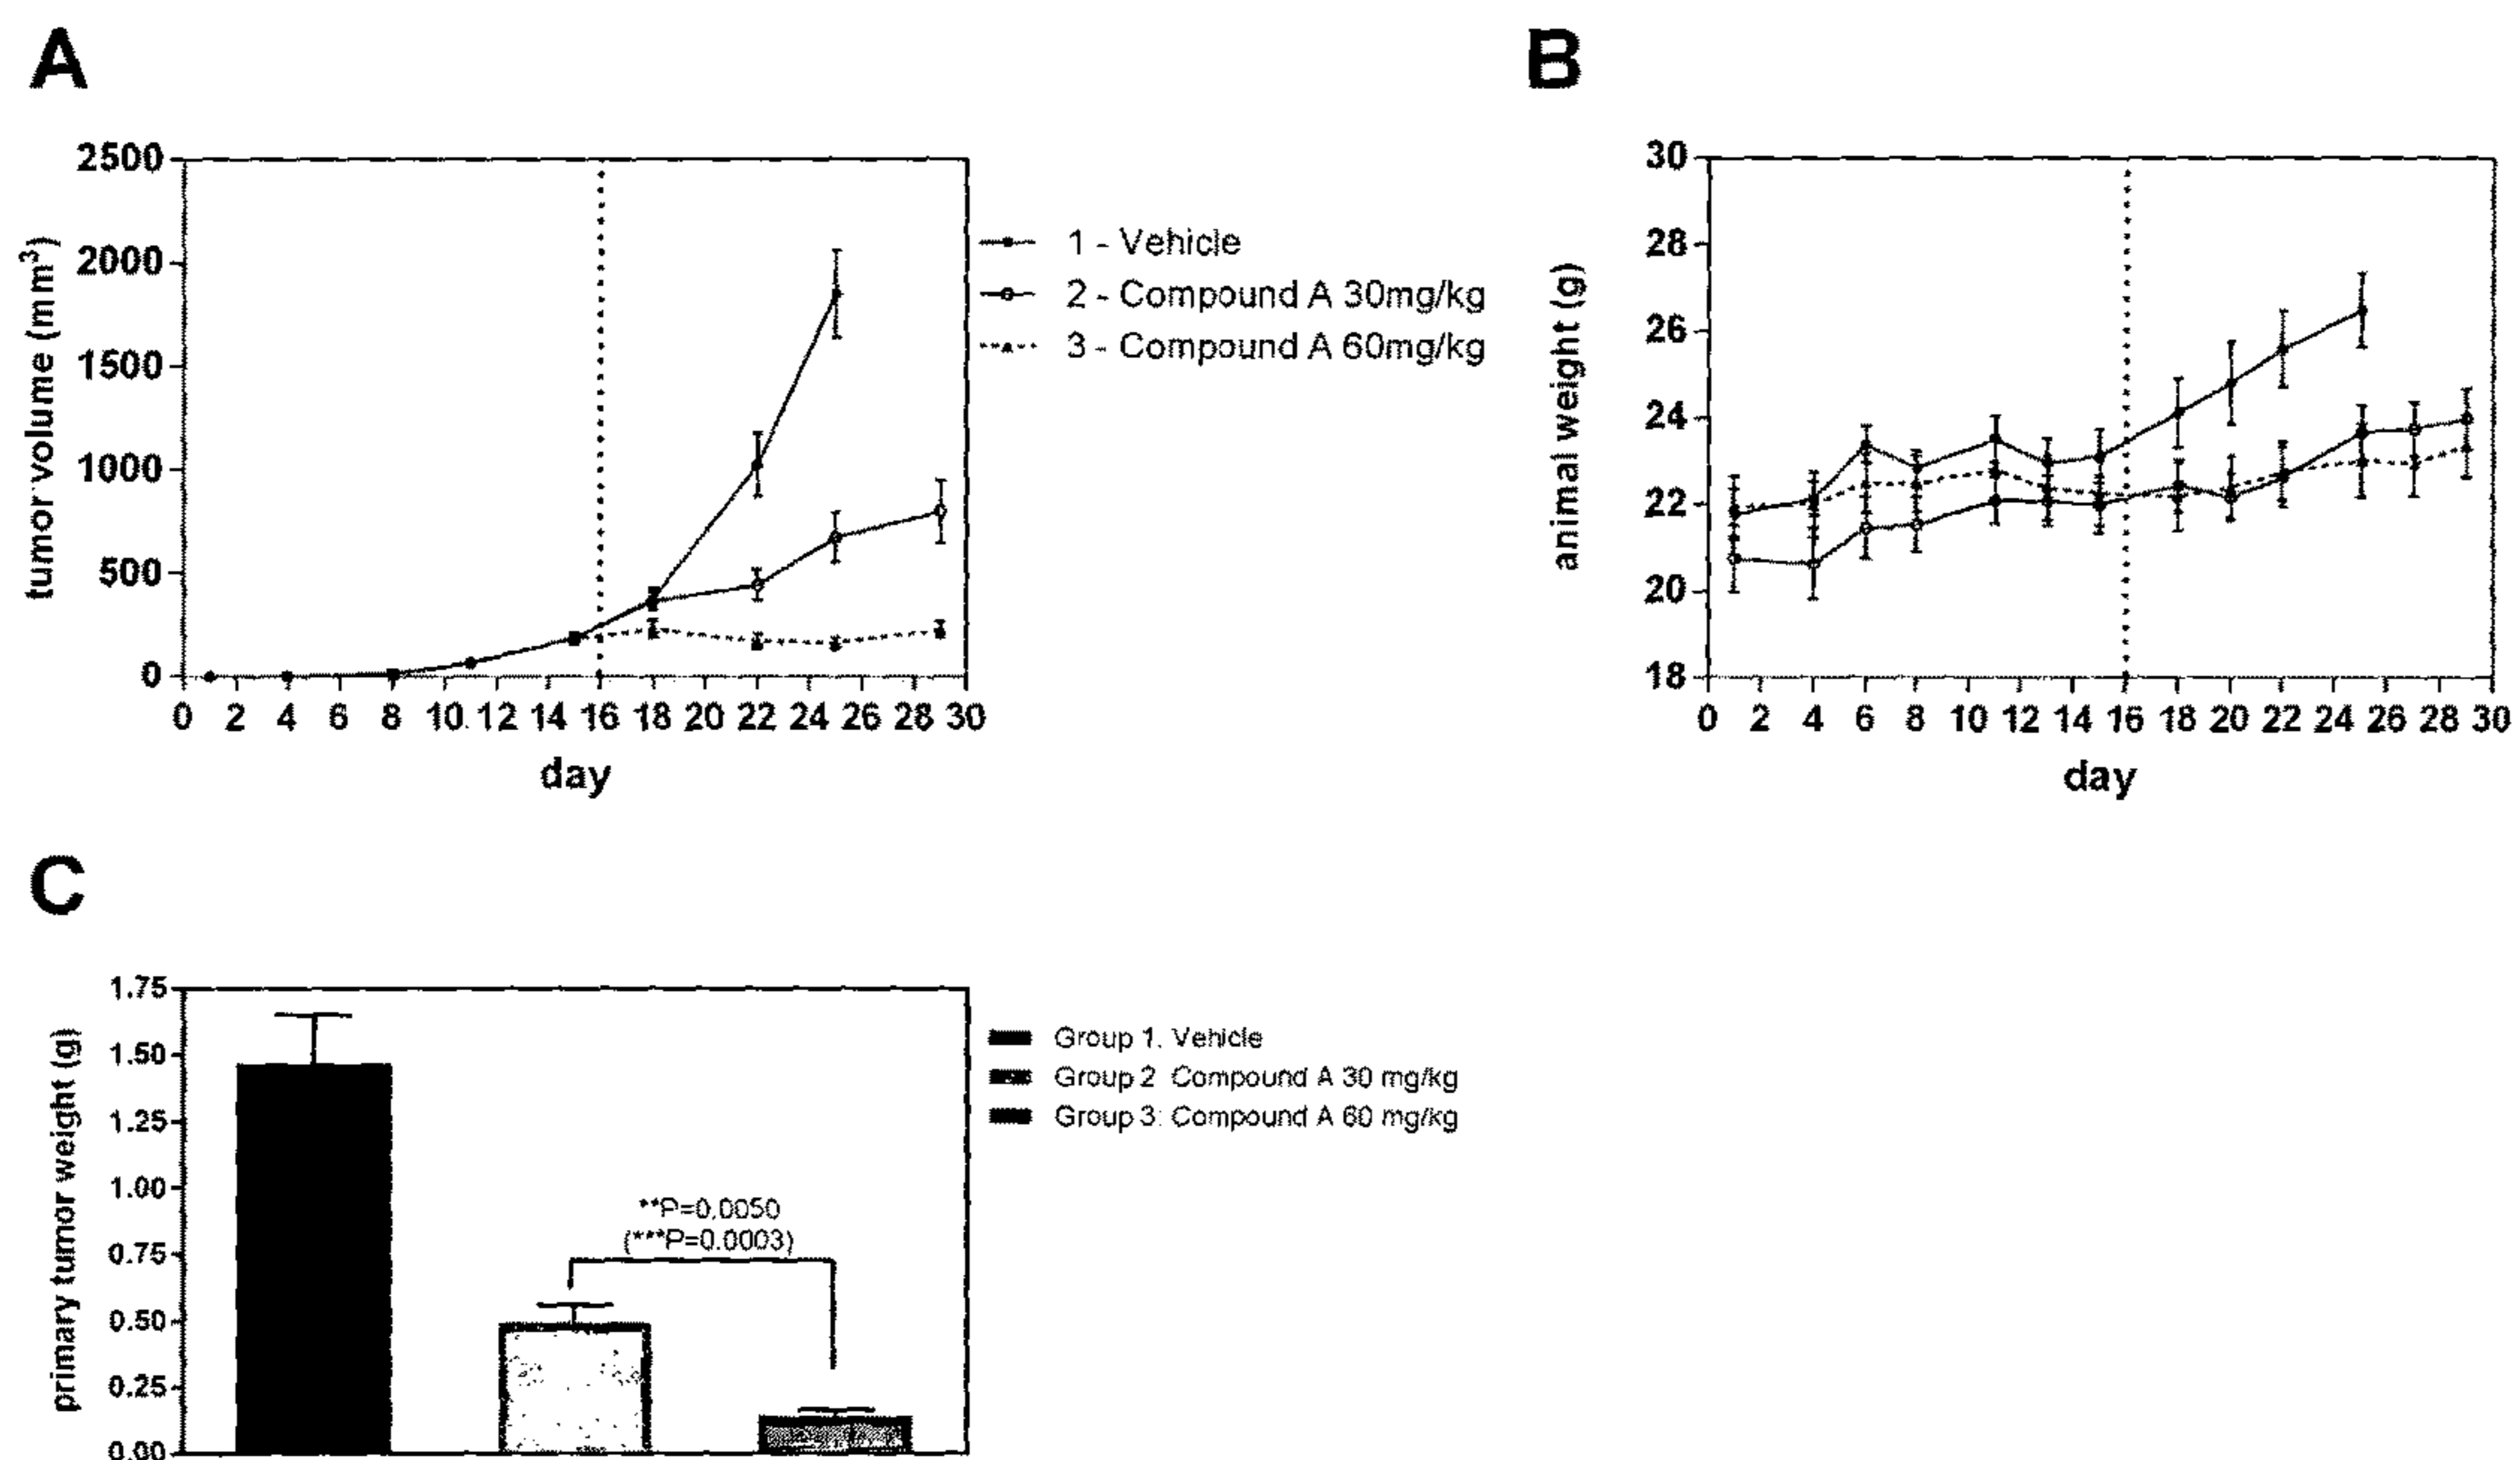 A
2500
2000
1500
1000
500
0
tumor volume (mm³)
0 2 4 6 8 10 12 14 16 18 20 22 24 26 28 30
day
1 - Vehicle
2 - Compound A 30mg/kg
3 - Compound A 60mg/kg
B
30
28
26
24
22
20
18
animal weight (g)
0 2 4 6 8 10 12 14 16 18 20 22 24 26 28 30
day
C
1.75
1.50
1.25
1.00
0.75
0.50
0.25
0.00
primary tumor weight (g)
**P=0.0050
(***P=0.0003)
Group 1. Vehicle
Group 2 Compound A 30 mg/kg
Group 3: Compound A 60 mg/kg